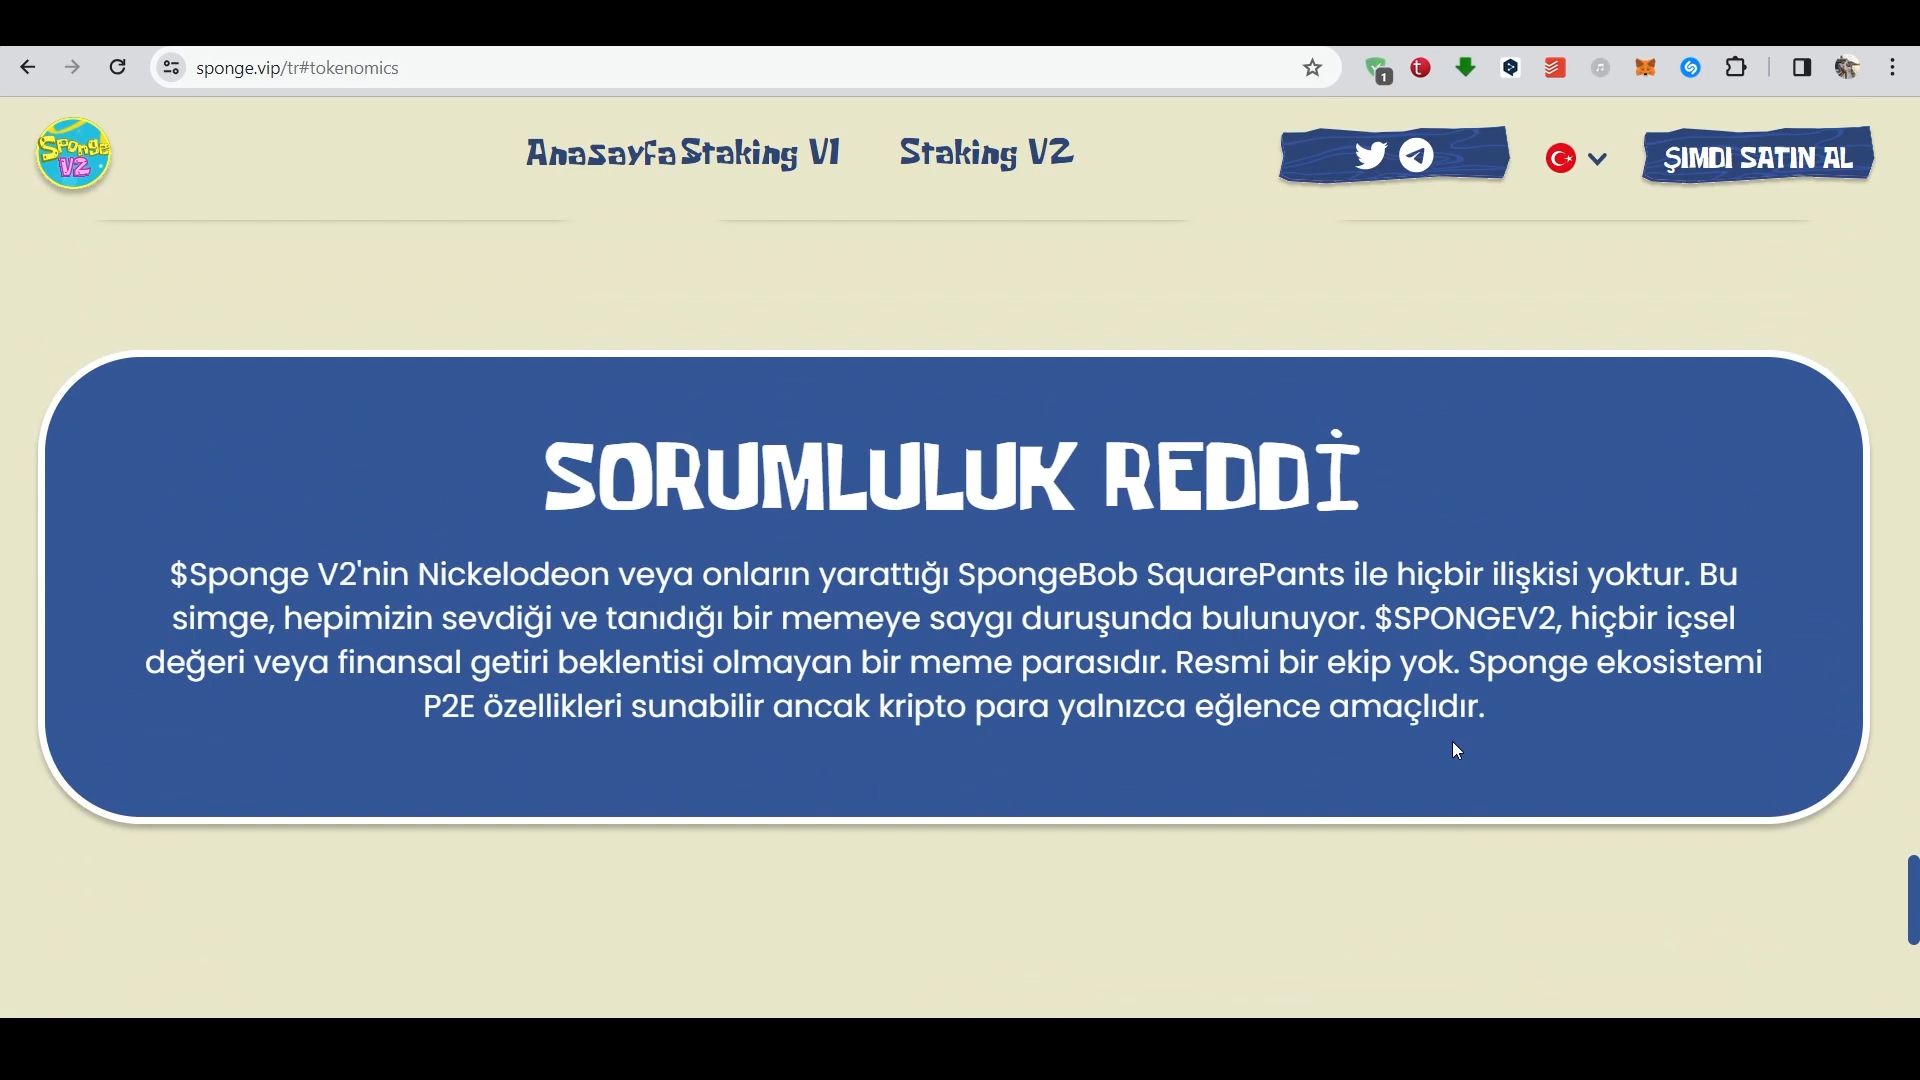 sponge.vip/tr#tokenomics
1
Sponge V2
Anasayfa Staking V1 Staking V2
ŞIMDI SATIN AL
SORUMLULUK REDDİ
$Sponge V2'nin Nickelodeon veya onların yarattığı SpongeBob SquarePants ile hiçbir ilişkisi yoktur. Bu
simge, hepimizin sevdiği ve tanıdığı bir memeye saygı duruşunda bulunuyor. $SPONGEV2, hiçbir içsel
değeri veya finansal getiri beklentisi olmayan bir meme parasıdır. Resmi bir ekip yok. Sponge ekosistemi
P2E özellikleri sunabilir ancak kripto para yalnızca eğlence amaçlıdır.